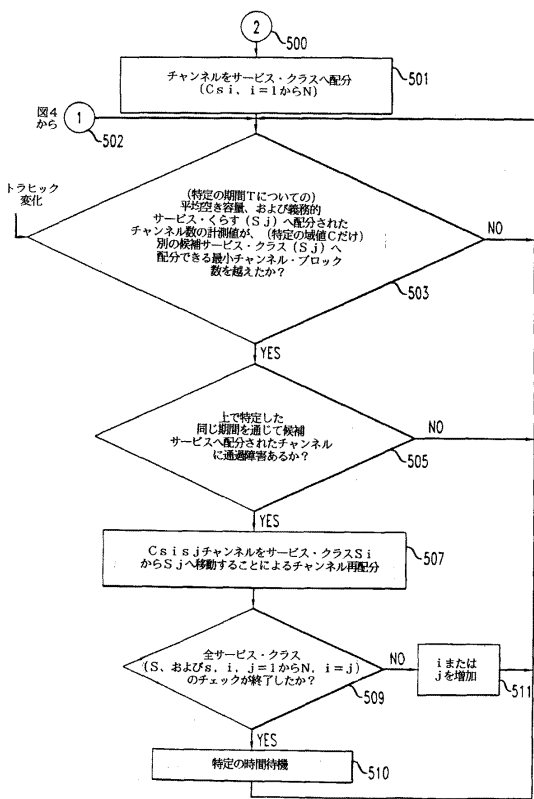 2
500
チャンネルをサービス・クラスへ配分
(Csi、i=1からN)
501
図4
から
1
502
トラヒック
変化
(特定の期間Tについての)
平均空き容量、および義務的
サービス・くらす(Sj)へ配分された
チャンネル数の計測値が、(特定の域値Cだけ)
別の候補サービス・クラス(Sj)へ
配分できる最小チャンネル・ブロック
数を越えたか?
NO
503
YES
上で特定した
同じ期間を通じて候補
サービスへ配分されたチャンネル
に通過障害あるか?
NO
505
YES
Csisjチャンネルをサービス・クラスSi
からSjへ移動することによるチャンネル再配分
507
全サービス・クラス
(S、およびs,i,j=1からN,i=j)
のチェックが終了したか?
NO
509
iまたは
jを増加
511
YES
特定の時間待機
510